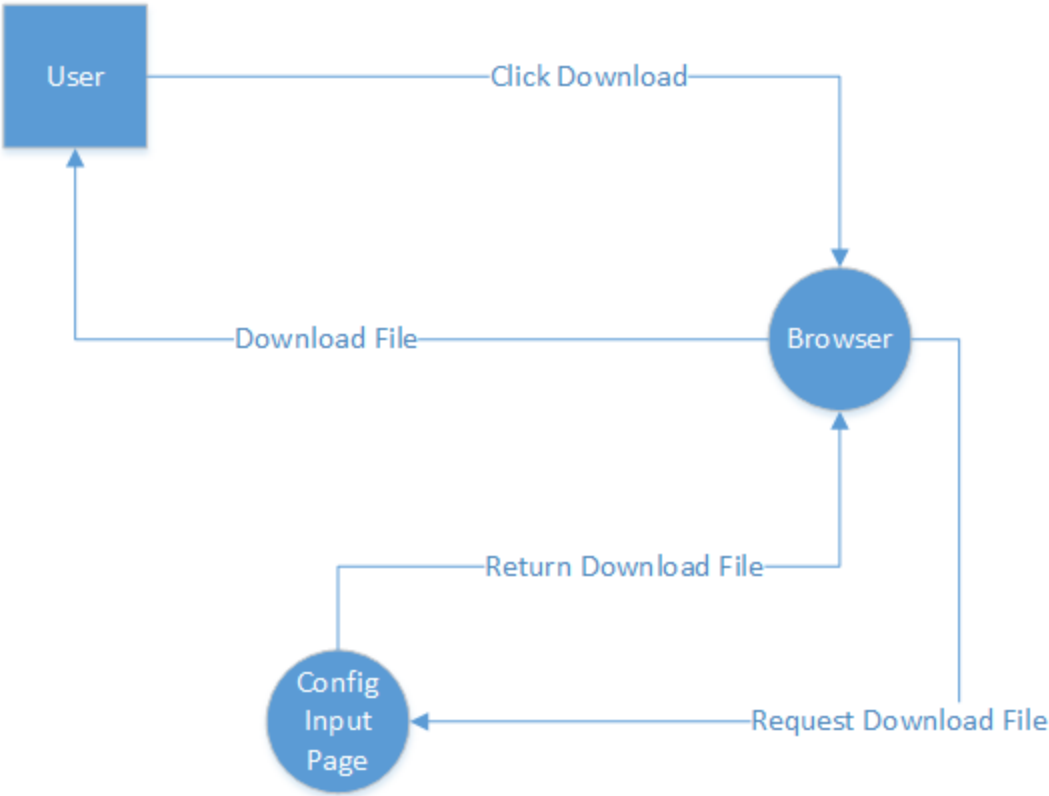 User
Click Download
Download File
Browser
Return Download File
Config
Input
Page
Request Download File